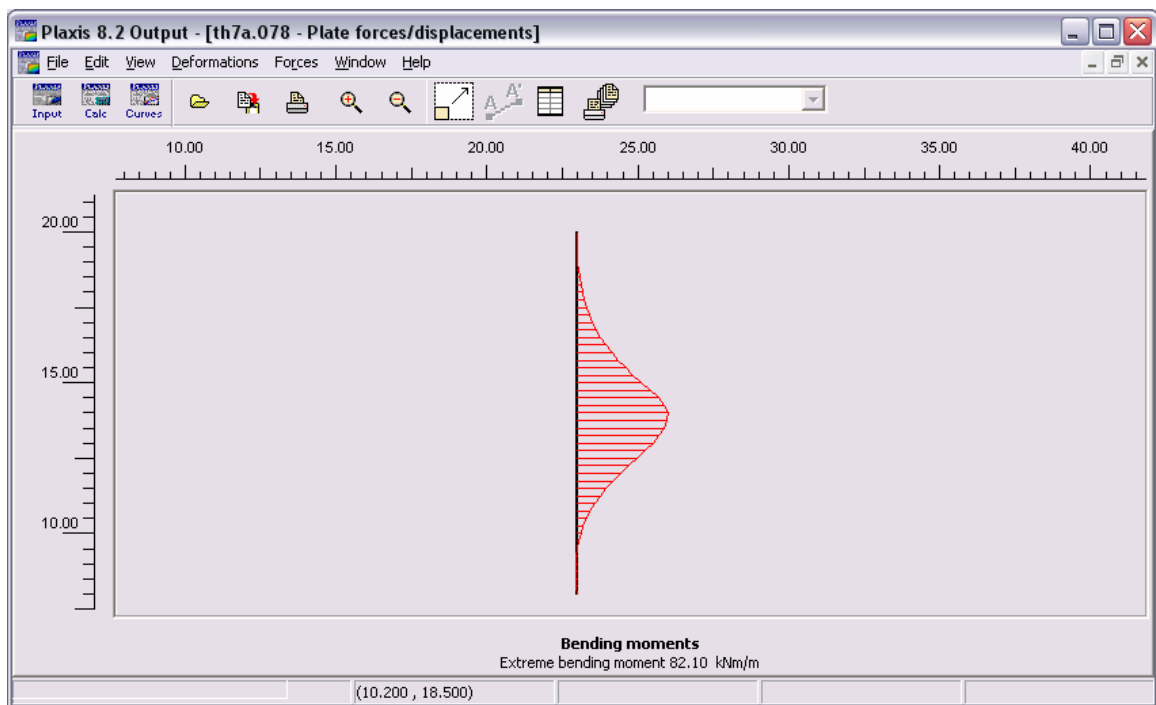 Plaxis 8.2 Output - [th7a.078 - Plate forces/displacements]
File Edit View Deformations Forces Window Help
Input Calc Curves
A A'
10.00 15.00 20.00 25.00 30.00 35.00 40.00
20.00
15.00
10.00
Bending moments
Extreme bending moment 82.10 kNm/m
(10.200 , 18.500)